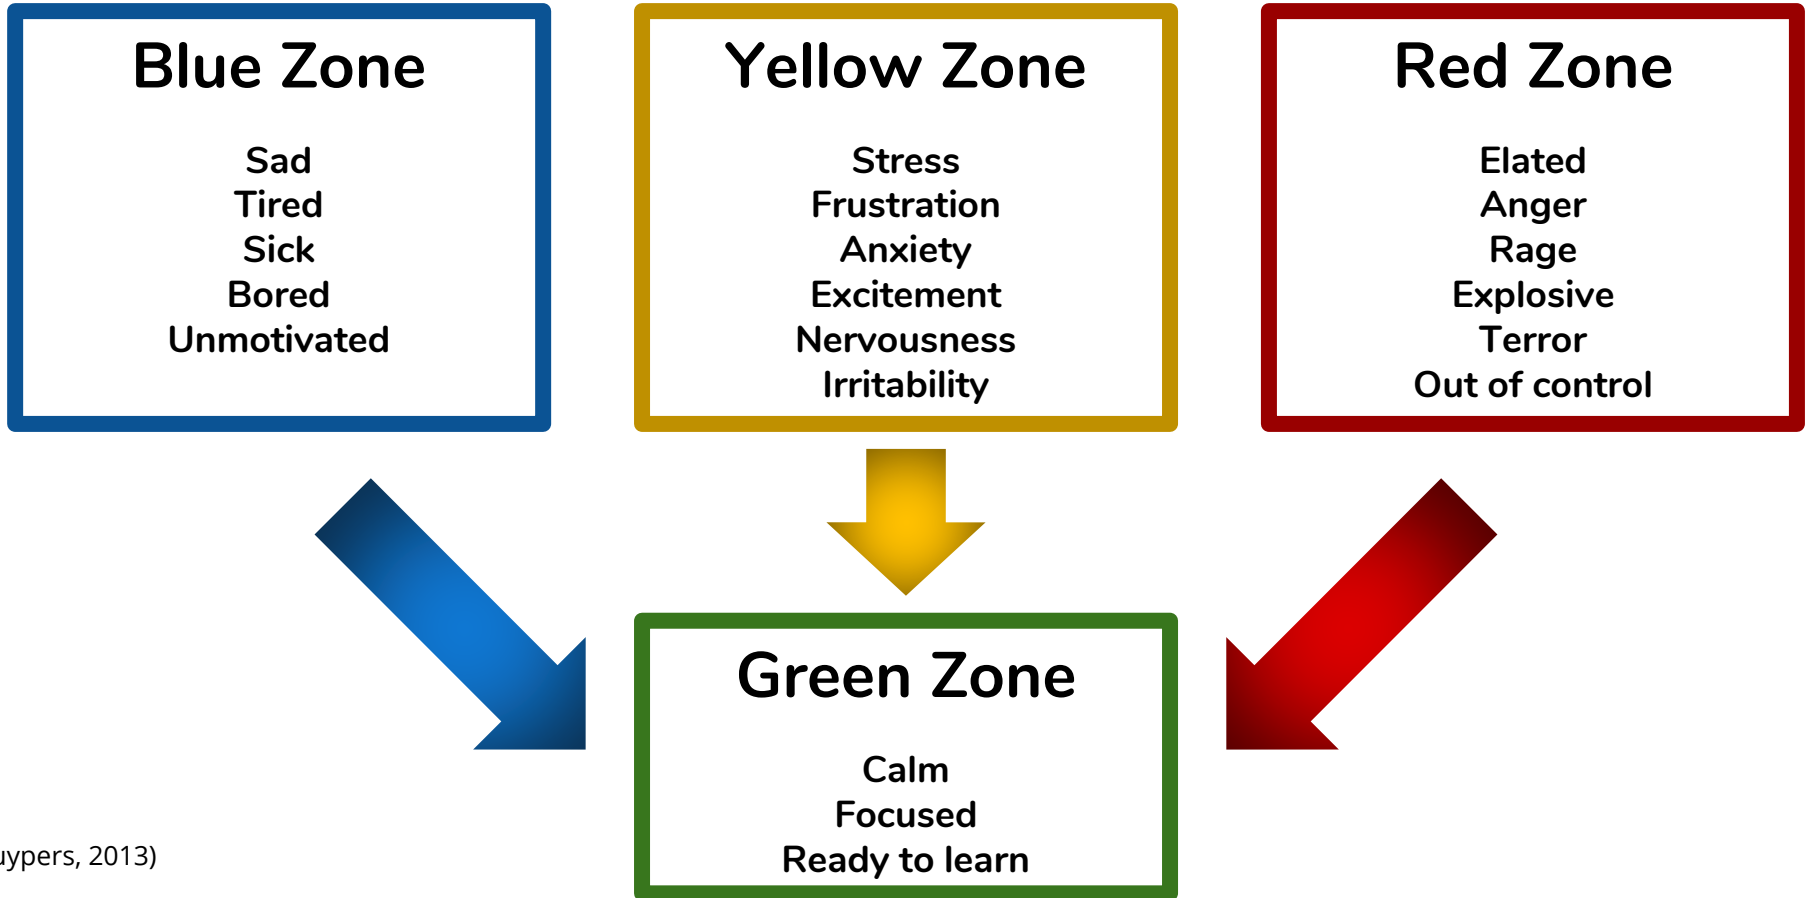 Blue Zone
Sad
Tired
Sick
Bored
Unmotivated
Yellow Zone
Stress
Frustration
Anxiety
Excitement
Nervousness
Irritability
Red Zone
Elated
Anger
Rage
Explosive
Terror
Out of control
Green Zone
Calm
Focused
Ready to learn
uypers, 2013)